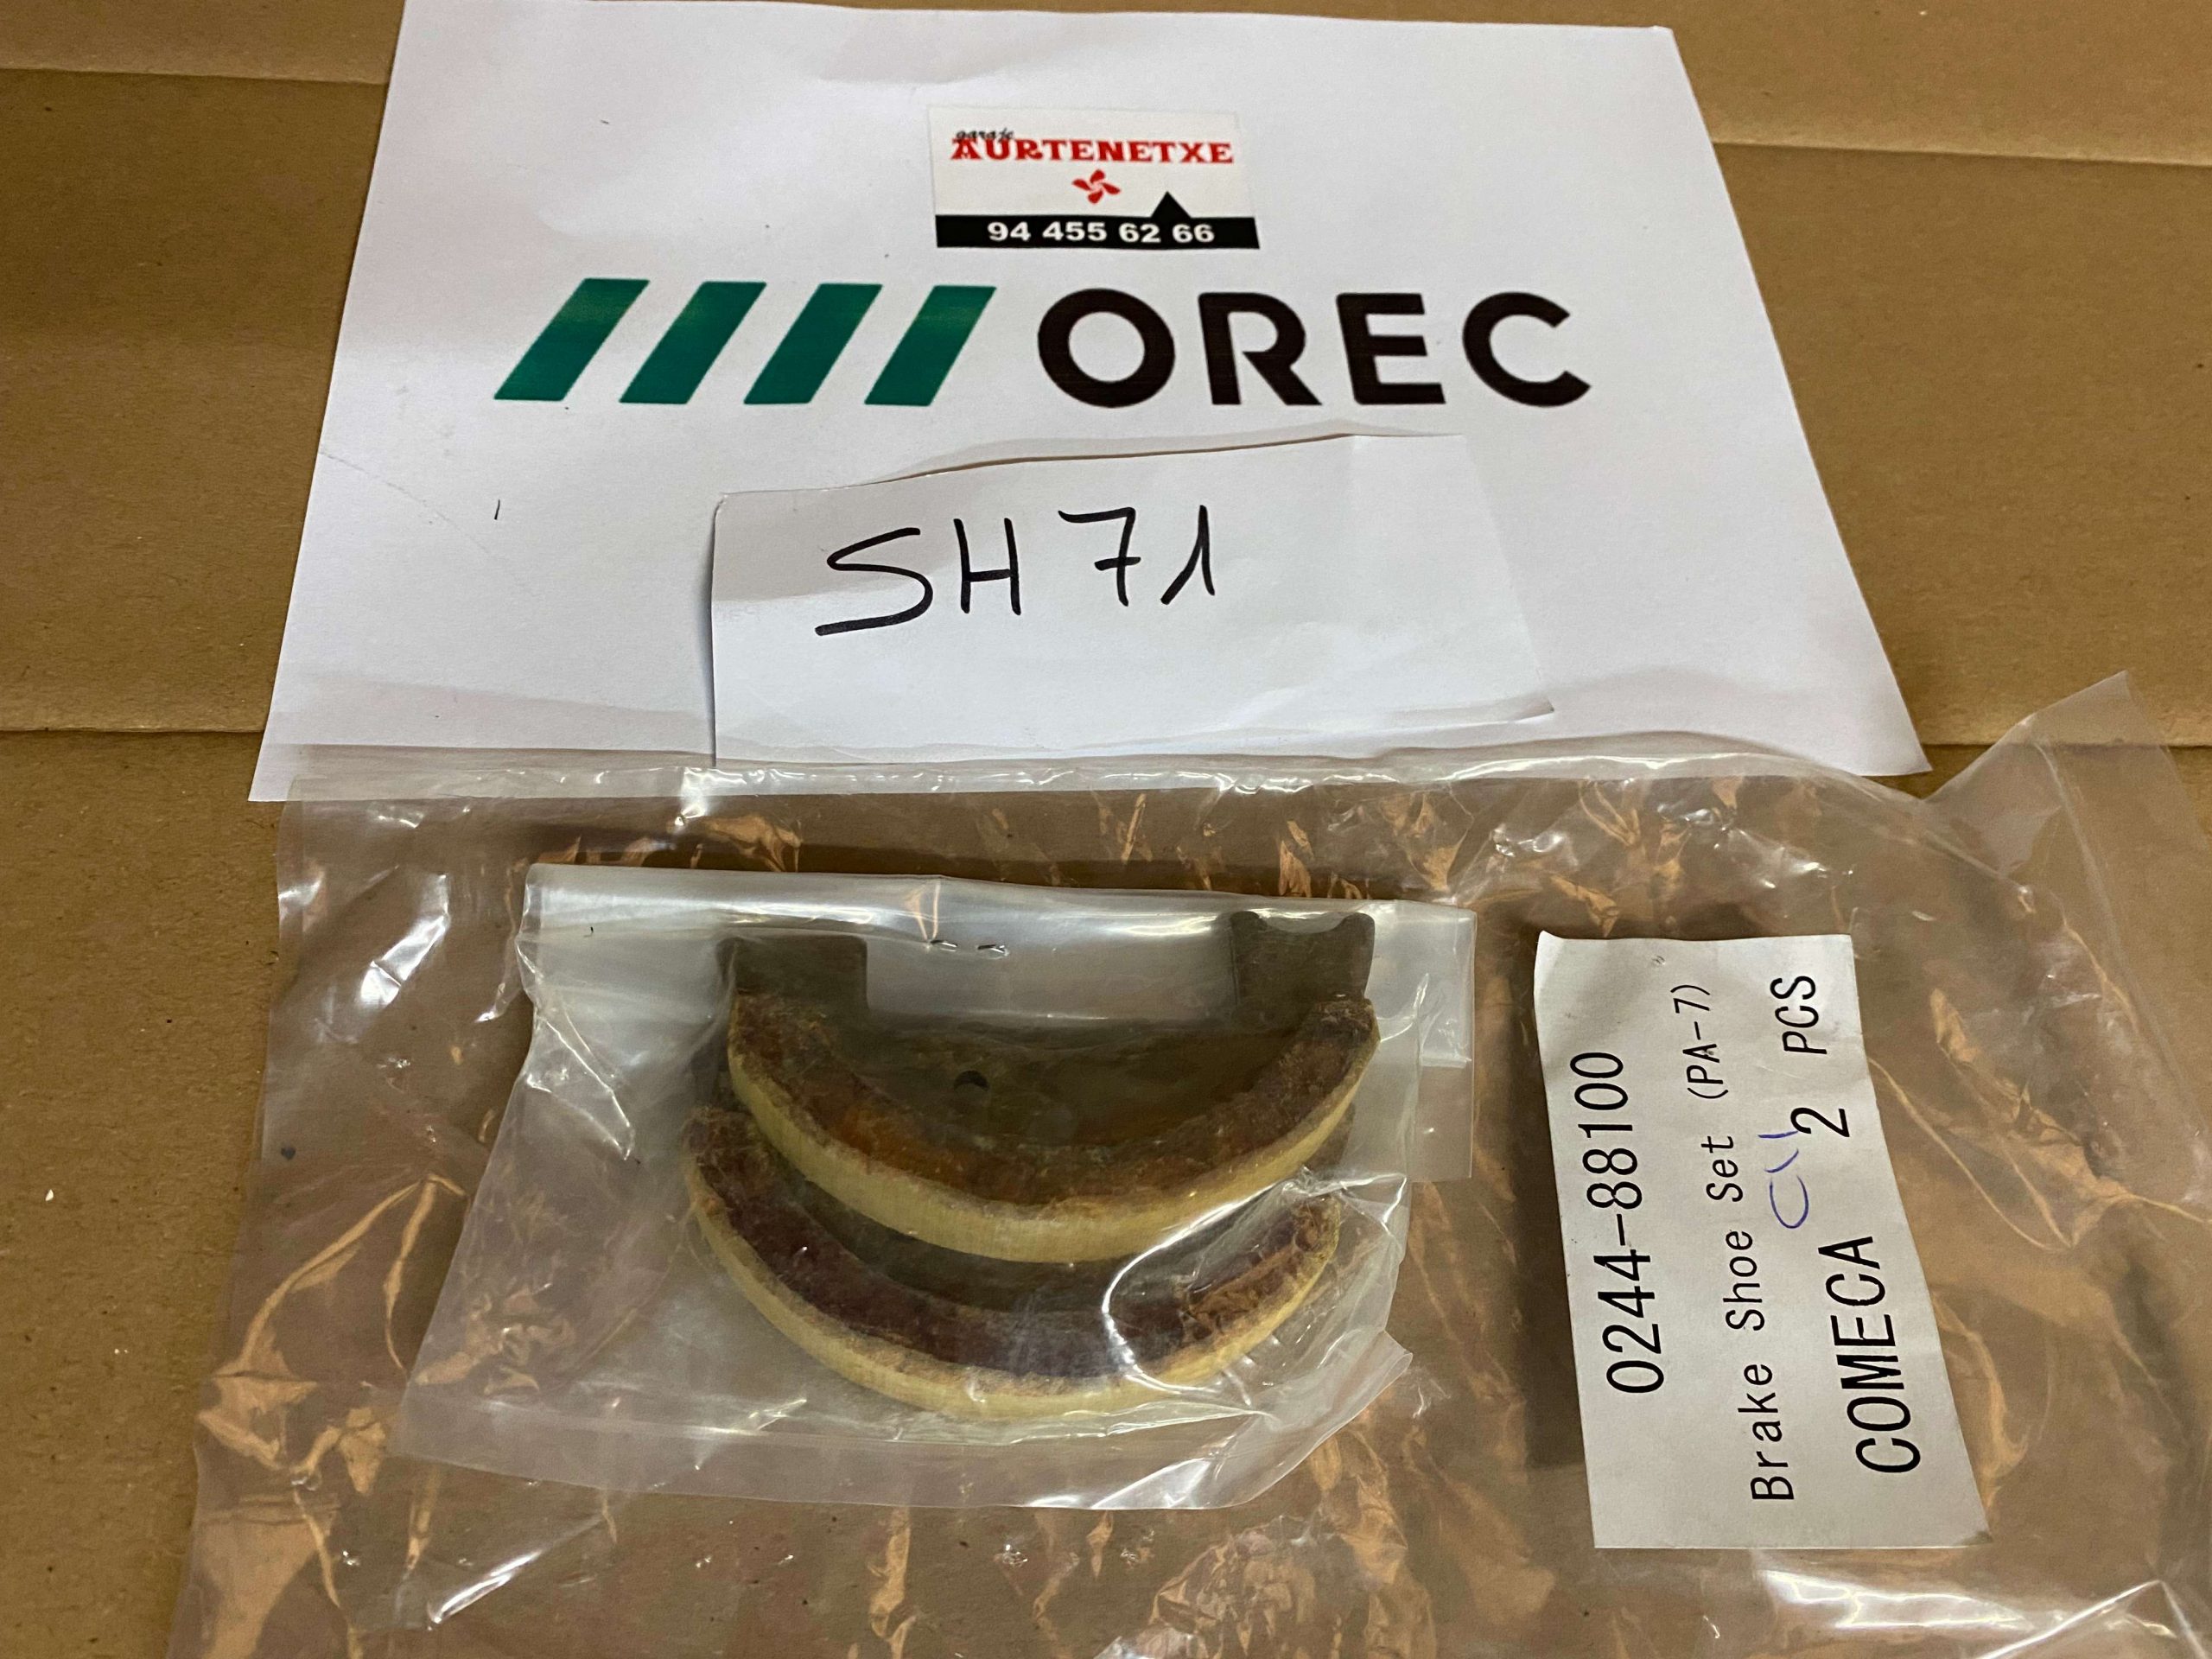 garaje
AURTENETXE
94 455 62 66
OREC
SH71
0244-88100
Brake Shoe Set (PA-7)
COMECA 2 PCS